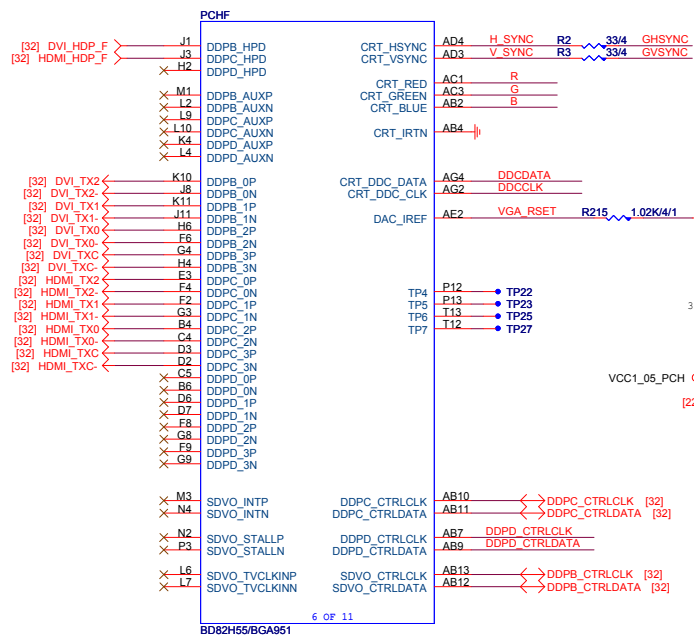 PCHF
[32] DVI_HDP_F J1 DDPB_HPD CRT_HSYNC AD4 H_SYNC R2 33/4 GHSYNC
[32] HDMI_HDP_F J3 DDPC_HPD CRT_VSYNC AD3 V_SYNC R3 33/4 GVSYNC
H2 DDPD_HPD
CRT_RED AC1 R
M1 DDPB_AUXP CRT_GREEN AC3 G
L2 DDPB_AUXN CRT_BLUE AB2 B
L9 DDPC_AUXP
L10 DDPC_AUXN CRT_IRTN AB4
K4 DDPD_AUXP
L4 DDPD_AUXN
[32] DVI_TX2 K10 DDPB_0P CRT_DDC_DATA AG4 DDCDATA
[32] DVI_TX2- J8 DDPB_0N CRT_DDC_CLK AG2 DDCCLK
[32] DVI_TX1 K11 DDPB_1P
[32] DVI_TX1- J11 DDPB_1N DAC_IREF AE2 VGA_RSET R215 1.02K/4/1
[32] DVI_TX0 H6 DDPB_2P
[32] DVI_TX0- F6 DDPB_2N
[32] DVI_TXC G4 DDPB_3P
[32] DVI_TXC- H4 DDPB_3N
[32] HDMI_TX2 E3 DDPC_0P
[32] HDMI_TX2- F4 DDPC_0N TP4 P12 TP22
[32] HDMI_TX1 F2 DDPC_1P TP5 P13 TP23
[32] HDMI_TX1- G3 DDPC_1N TP6 T13 TP25
[32] HDMI_TX0 B4 DDPC_2P TP7 T12 TP27
[32] HDMI_TX0- C4 DDPC_2N
[32] HDMI_TXC D3 DDPC_3P
[32] HDMI_TXC- D2 DDPC_3N
C5 DDPD_0P VCC1_05_PCH
B6 DDPD_0N
D6 DDPD_1P [22
D7 DDPD_1N
F8 DDPD_2P
G8 DDPD_2N
F9 DDPD_3P
G9 DDPD_3N
M3 SDVO_INTP DDPC_CTRLCLK AB10 DDPC_CTRLCLK [32]
N4 SDVO_INTN DDPC_CTRLDATA AB11 DDPC_CTRLDATA [32]
N2 SDVO_STALLP DDPD_CTRLCLK AB7 DDPD_CTRLCLK
P3 SDVO_STALLN DDPD_CTRLDATA AB9 DDPD_CTRLDATA
L6 SDVO_TVCLKINP SDVO_CTRLCLK AB13 DDPB_CTRLCLK [32]
L7 SDVO_TVCLKINN SDVO_CTRLDATA AB12 DDPB_CTRLDATA [32]
6 OF 11
BD82H55/BGA951